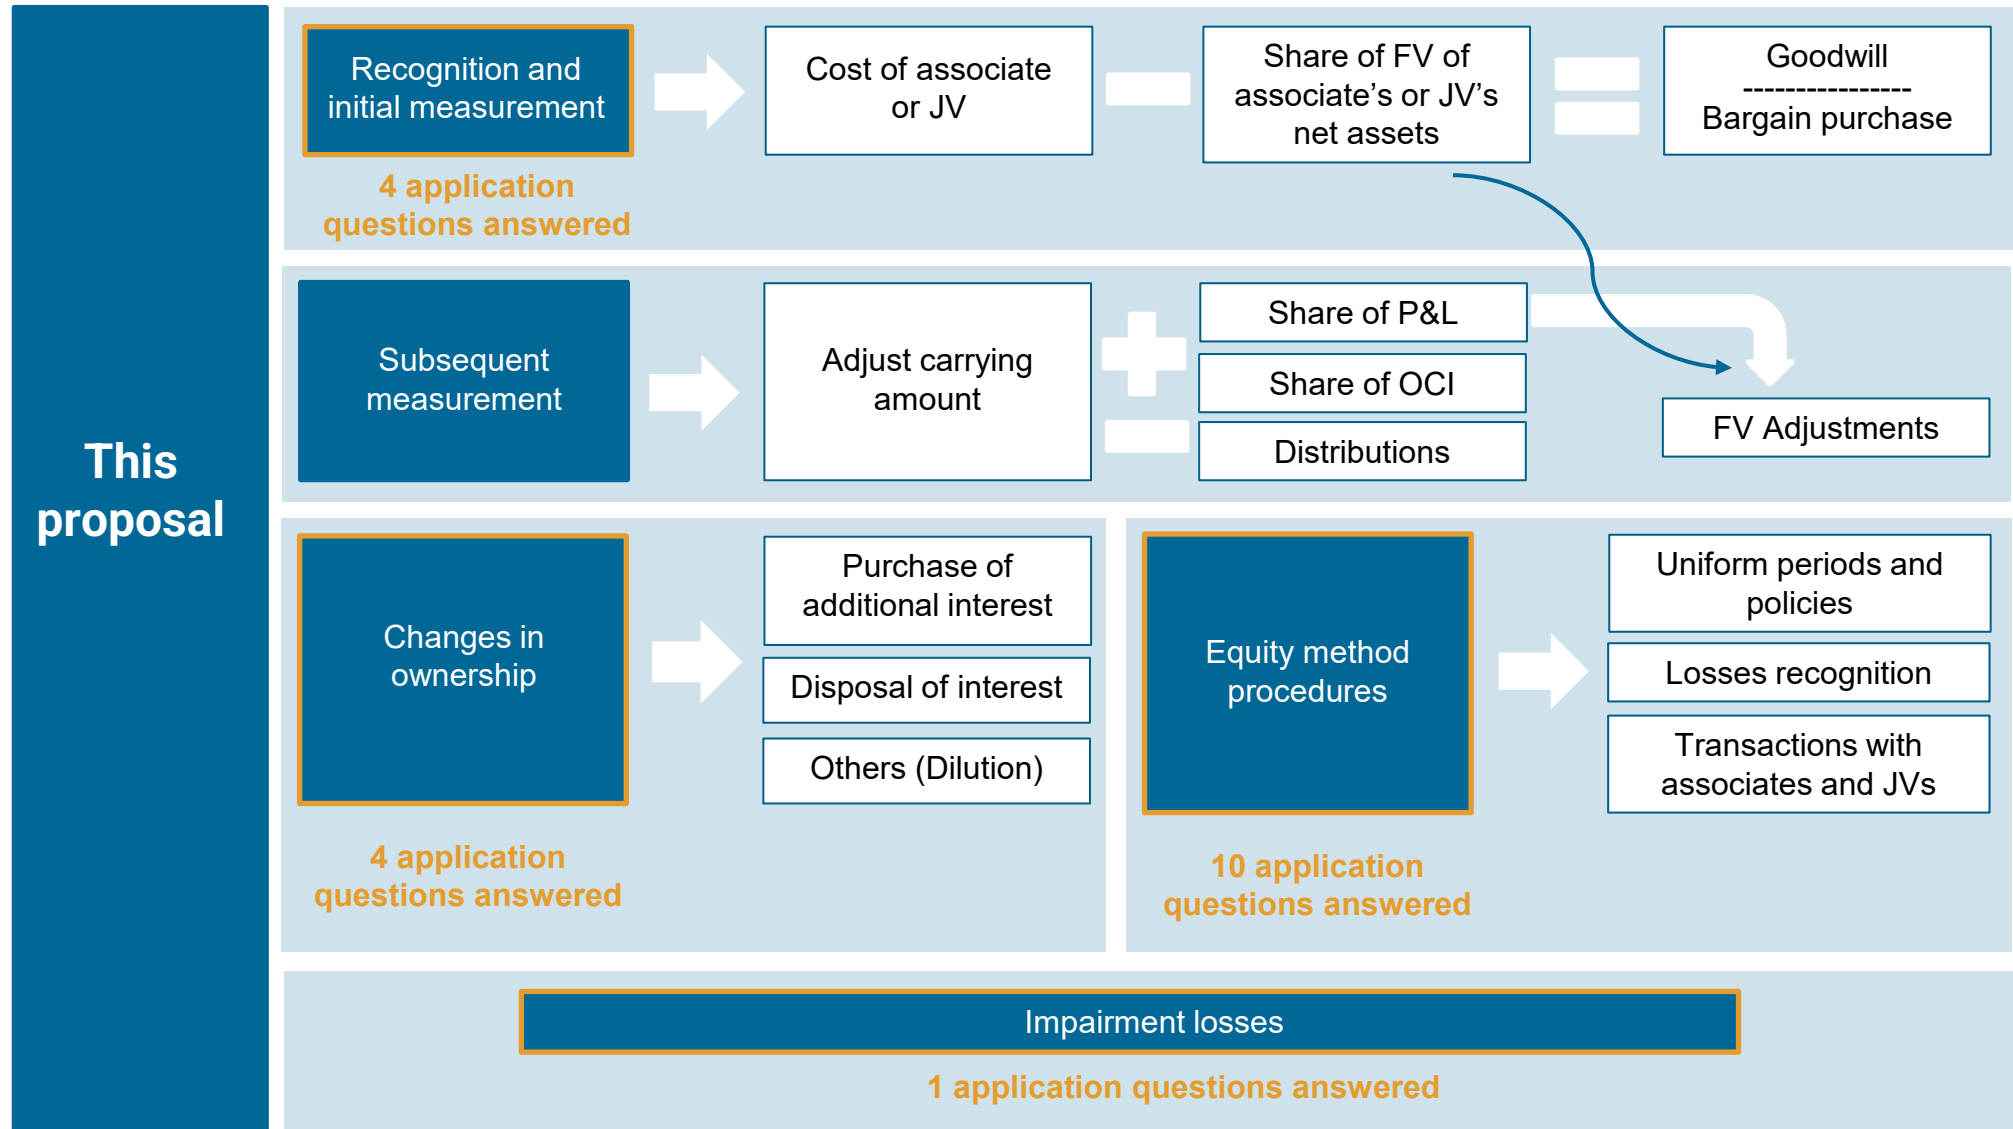 This
proposal
Recognition and
initial measurement
4 application
questions answered
Cost of associate
or JV
Share of FV of
associate’s or JV’s
net assets
Goodwill
----------------
Bargain purchase
Subsequent
measurement
Adjust carrying
amount
Share of P&L
Share of OCI
Distributions
FV Adjustments
Changes in
ownership
4 application
questions answered
Purchase of
additional interest
Disposal of interest
Others (Dilution)
Equity method
procedures
10 application
questions answered
Uniform periods and
policies
Losses recognition
Transactions with
associates and JVs
Impairment losses
1 application questions answered